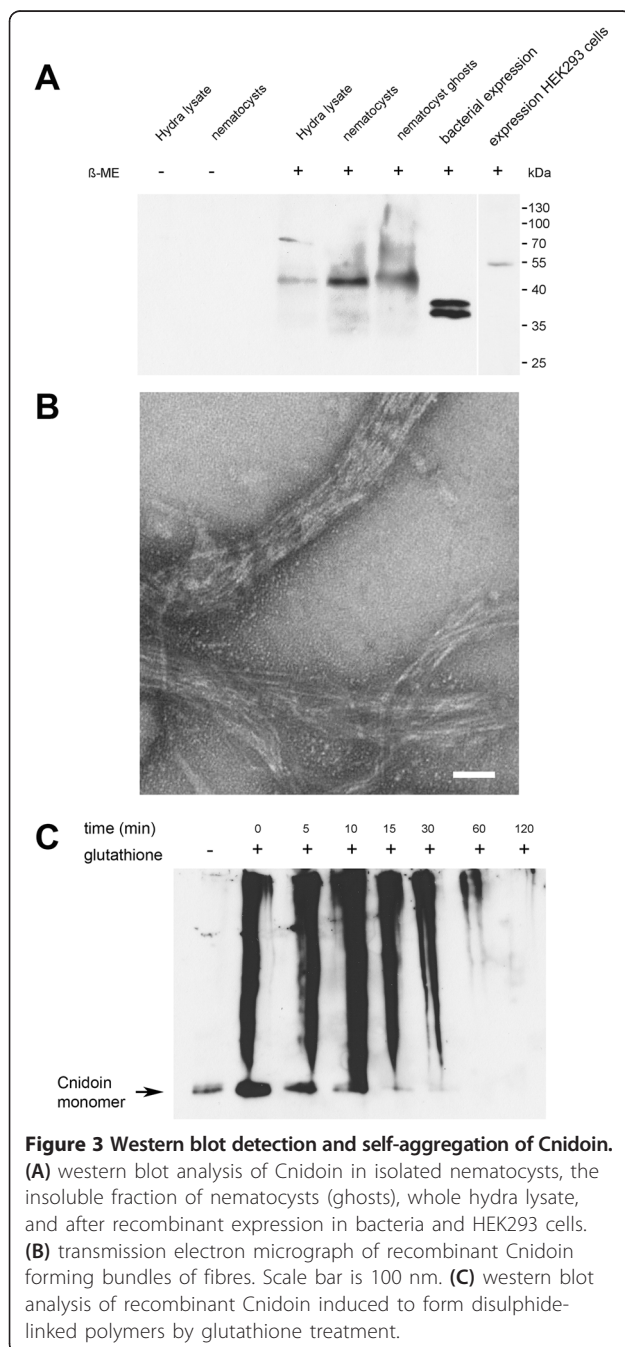 A
Hydra lysate nematocysts Hydra lysate nematocysts nematocyst ghosts bacterial expression expression HEK293 cells
ß-ME - - + + + + + kDa
-130
-100
-70
-55
-40
-35
-25
B
C
time (min) 0 5 10 15 30 60 120
glutathione - + + + + + + +
Cnidoin
monomer
Figure 3 Western blot detection and self-aggregation of Cnidoin.
(A) western blot analysis of Cnidoin in isolated nematocysts, the
insoluble fraction of nematocysts (ghosts), whole hydra lysate,
and after recombinant expression in bacteria and HEK293 cells.
(B) transmission electron micrograph of recombinant Cnidoin
forming bundles of fibres. Scale bar is 100 nm. (C) western blot
analysis of recombinant Cnidoin induced to form disulphide-
linked polymers by glutathione treatment.